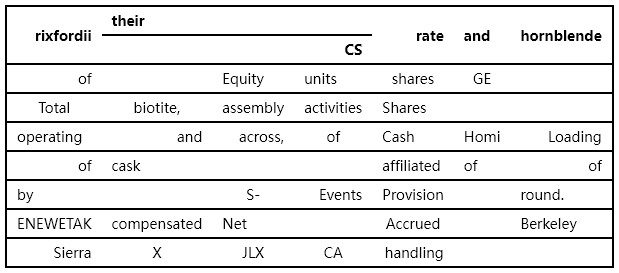 their
rixfordii rate and hornblende
CS
of Equity units shares GE
Total biotite, assembly activities Shares
operating and across, of Cash Homi Loading
of cask affiliated of of
by S- Events Provision round.
ENEWETAK compensated Net Accrued Berkeley
Sierra X JLX CA handling